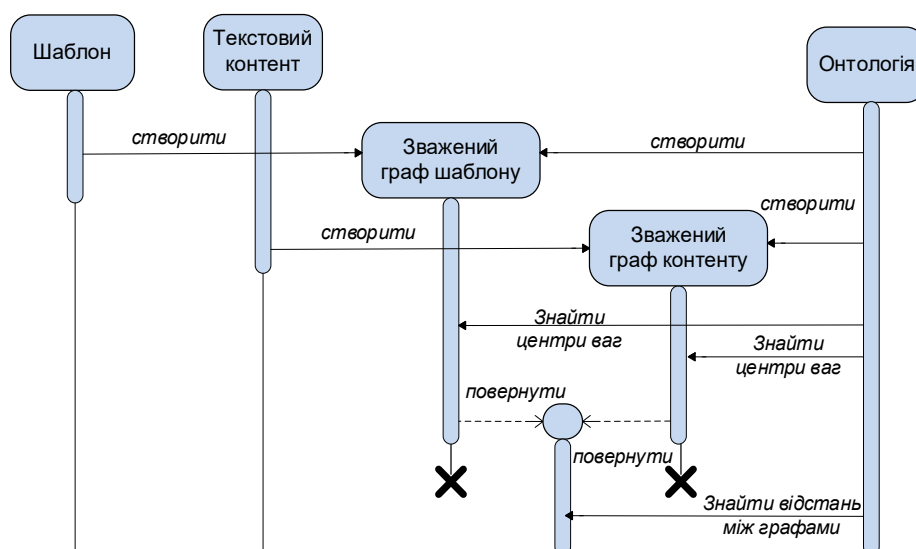 Шаблон
Текстовий
контент
Онтологія
створити
Зважений
граф шаблону
створити
створити
створити
Зважений
граф контенту
Знайти
центри ваг
Знайти
центри ваг
повернути
повернути
Знайти відстань
між графами